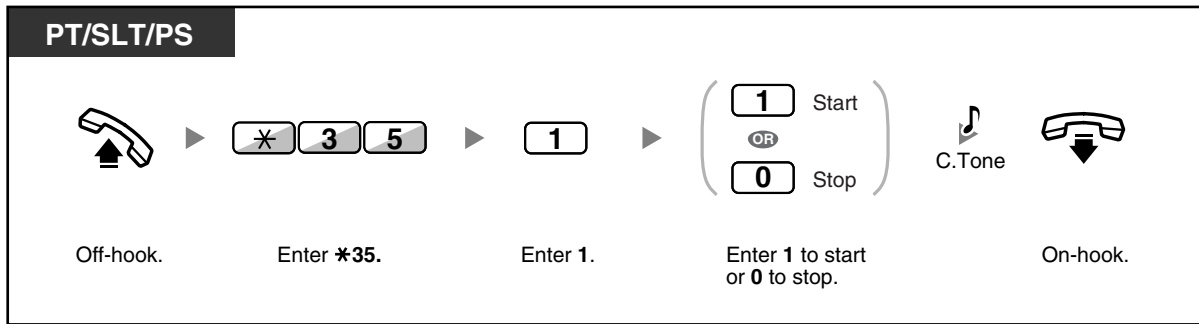 PT/SLT/PS
1 Start
OR
0 Stop
* 3 5
1
C.Tone
Off-hook.
Enter *35.
Enter 1.
Enter 1 to start
or 0 to stop.
On-hook.